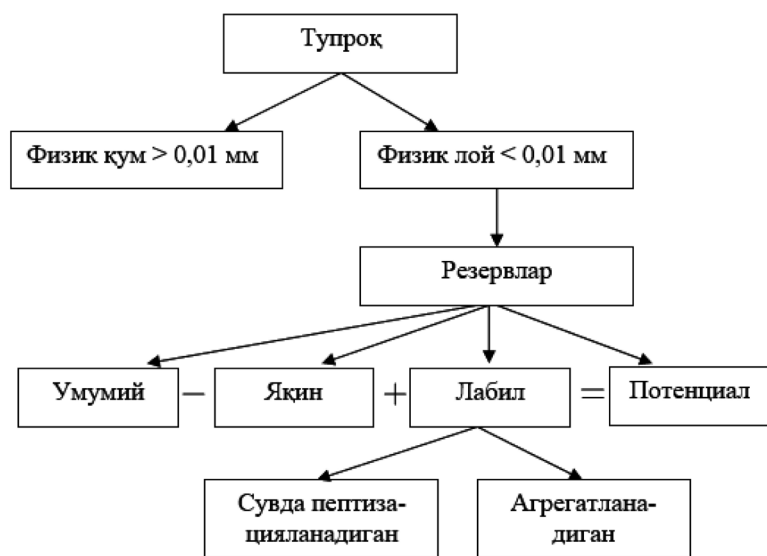 Тупроқ
Физик қум > 0,01 мм
Физик лой < 0,01 мм
Резервлар
Умумий – Яқин + Лабил = Потенциал
Сувда пептиза-
цияланадиган
Агрегатлана-
диган